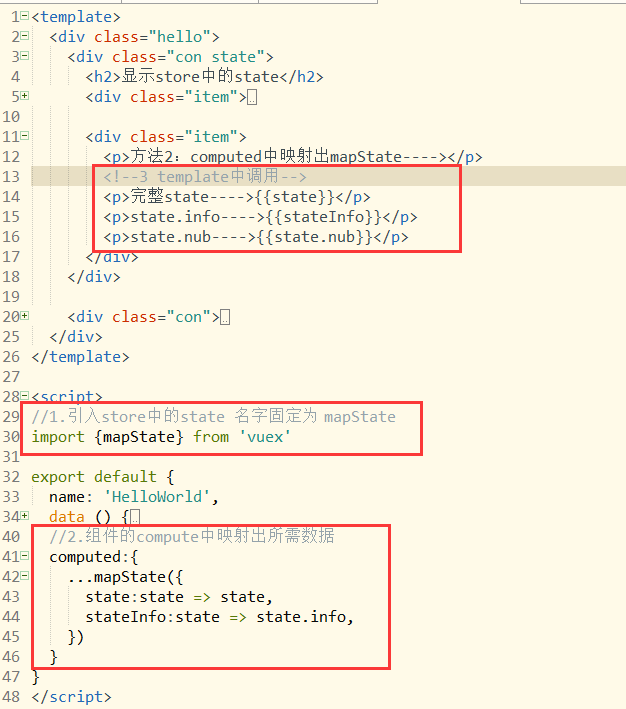 1 <template>
2 <div class="hello">
3 <div class="con state">
4 <h2>显示store中的state</h2>
5 <div class="item">..
10
11 <div class="item">
12 <p>方法2：computed中映射出mapState----></p>
13 <!--3 template中调用-->
14 <p>完整state---->{{state}}</p>
15 <p>state.info---->{{stateInfo}}</p>
16 <p>state.nub---->{{state.nub}}</p>
17 </div>
18 </div>
19
20 <div class="con">..
25 </div>
26 </template>
27
28 <script>
29 //1.引入store中的state 名字固定为 mapState
30 import {mapState} from 'vuex'
31
32 export default {
33 name: 'HelloWorld',
34 data () {..
40 //2.组件的compute中映射出所需数据
41 computed:{
42 ...mapState({
43 state:state => state,
44 stateInfo:state => state.info,
45 })
46 }
47 }
48 </script>